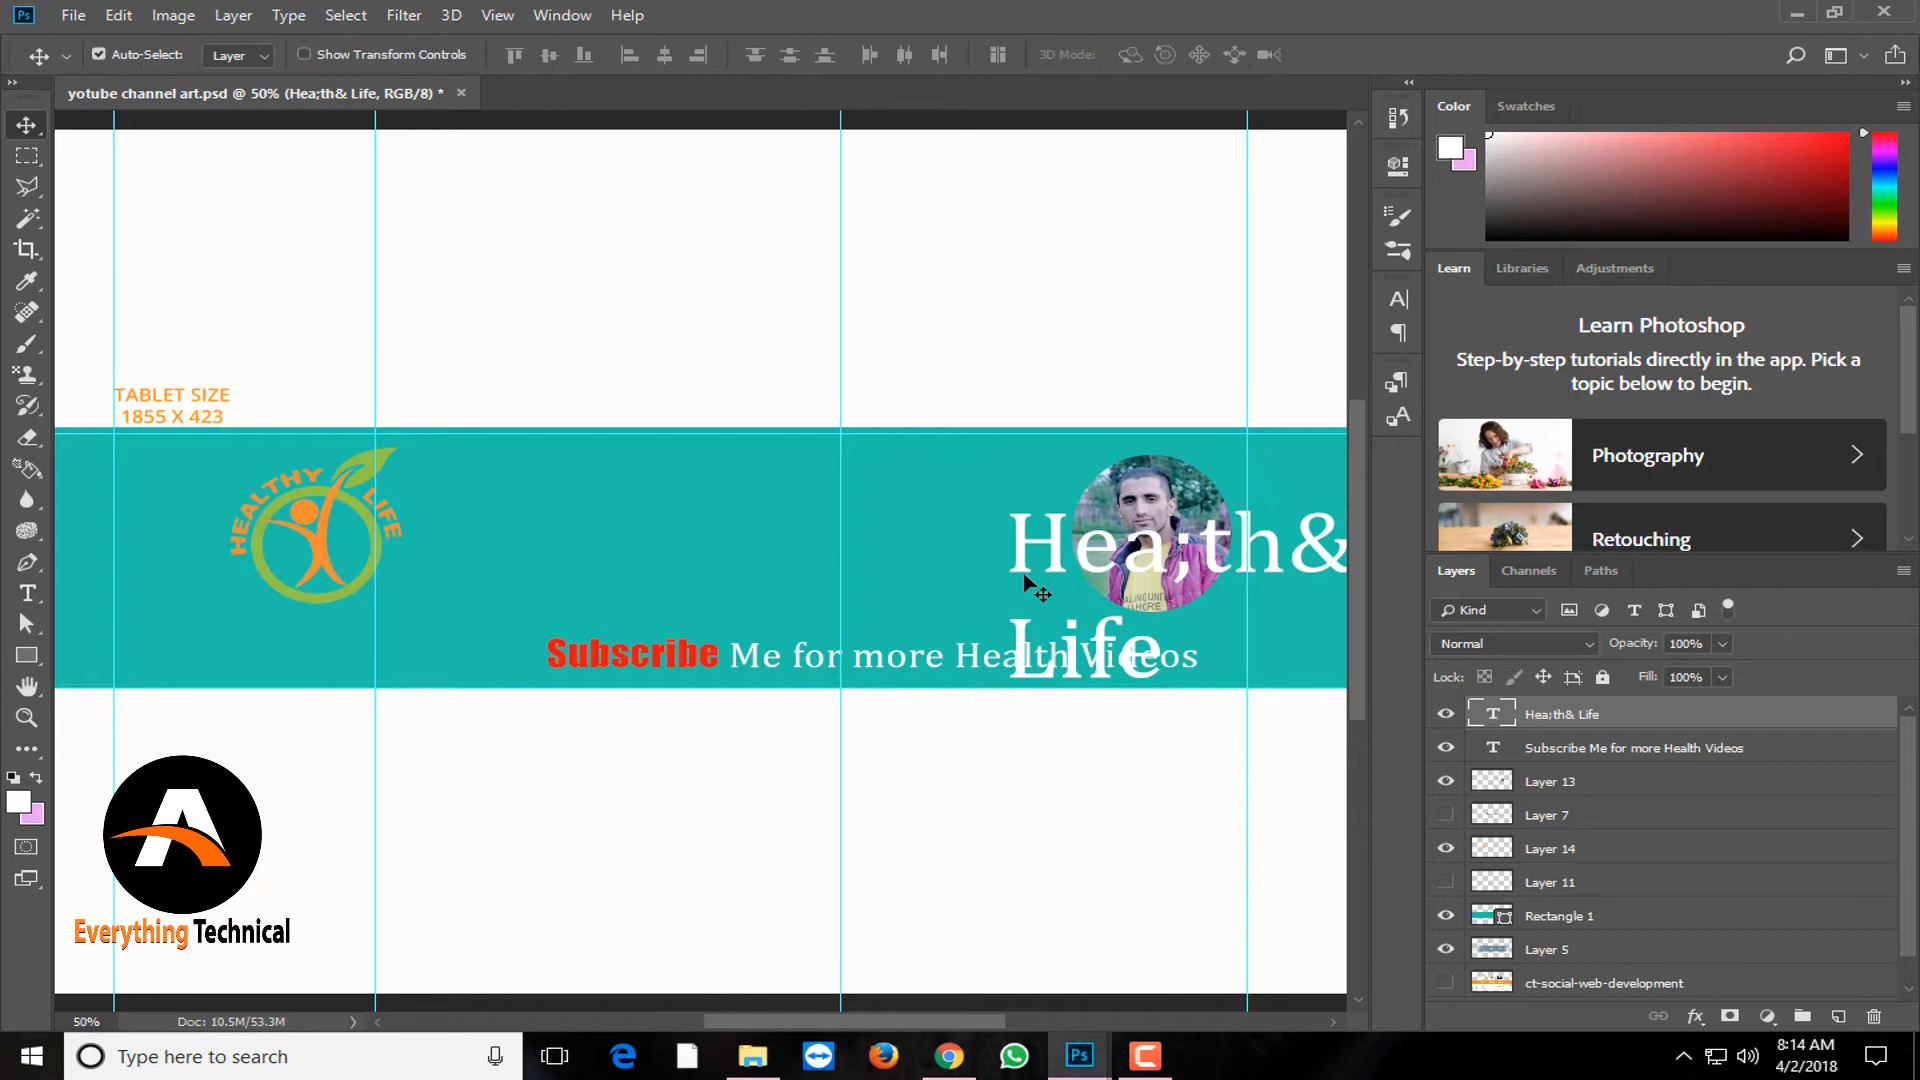 Ps File Edit Image Layer Type Select Filter 3D View Window Help
Auto-Select: Layer Show Transform Controls 3D Mode:
yotube channel art.psd @ 50% (Hea;th& Life, RGB/8) *
Color Swatches
Learn Libraries Adjustments
Learn Photoshop
Step-by-step tutorials directly in the app. Pick a
topic below to begin.
Photography
Retouching
TABLET SIZE
1855 X 423
HEALTHY LIFE
Hea;th&
Life
Subscribe Me for more Health Videos
Everything Technical
Layers Channels Paths
Kind
Normal Opacity: 100%
Lock: Fill: 100%
Hea;th& Life
Subscribe Me for more Health Videos
Layer 13
Layer 7
Layer 14
Layer 11
Rectangle 1
Layer 5
ct-social-web-development
50% Doc: 10.5M/53.3M
Type here to search
Ps
8:14 AM
4/2/2018